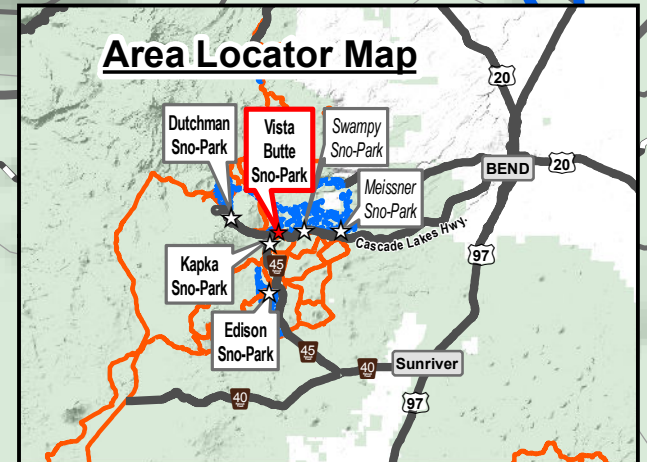 Area Locator Map
20
Dutchman
Sno-Park
Vista
Butte
Sno-Park
Swampy
Sno-Park
BEND
20
Meissner
Sno-Park
Cascade Lakes Hwy.
97
Kapka
Sno-Park
45
Edison
Sno-Park
45
40
Sunriver
40
97